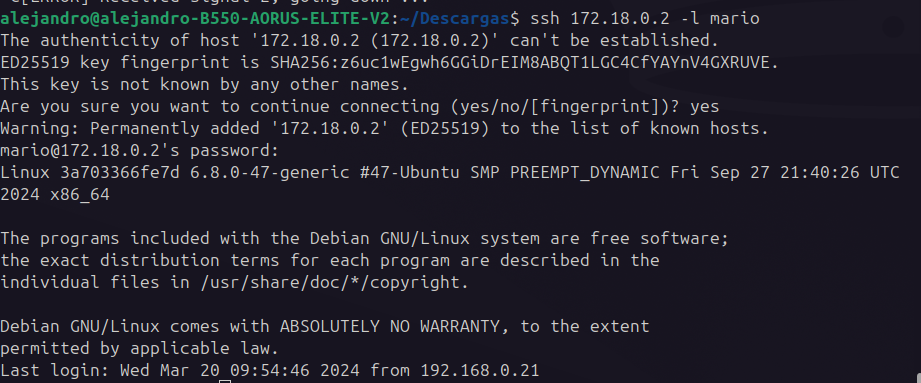 [ERROR] Received signal 2, going down ...
alejandro@alejandro-B550-AORUS-ELITE-V2:~/Descargas$ ssh 172.18.0.2 -l mario
The authenticity of host '172.18.0.2 (172.18.0.2)' can't be established.
ED25519 key fingerprint is SHA256:z6uc1wEgwh6GGiDrEIM8ABQT1LGC4CfYAYnV4GXRUVE.
This key is not known by any other names.
Are you sure you want to continue connecting (yes/no/[fingerprint])? yes
Warning: Permanently added '172.18.0.2' (ED25519) to the list of known hosts.
mario@172.18.0.2's password:
Linux 3a703366fe7d 6.8.0-47-generic #47-Ubuntu SMP PREEMPT_DYNAMIC Fri Sep 27 21:40:26 UTC
2024 x86_64
The programs included with the Debian GNU/Linux system are free software;
the exact distribution terms for each program are described in the
individual files in /usr/share/doc/*/copyright.
Debian GNU/Linux comes with ABSOLUTELY NO WARRANTY, to the extent
permitted by applicable law.
Last login: Wed Mar 20 09:54:46 2024 from 192.168.0.21